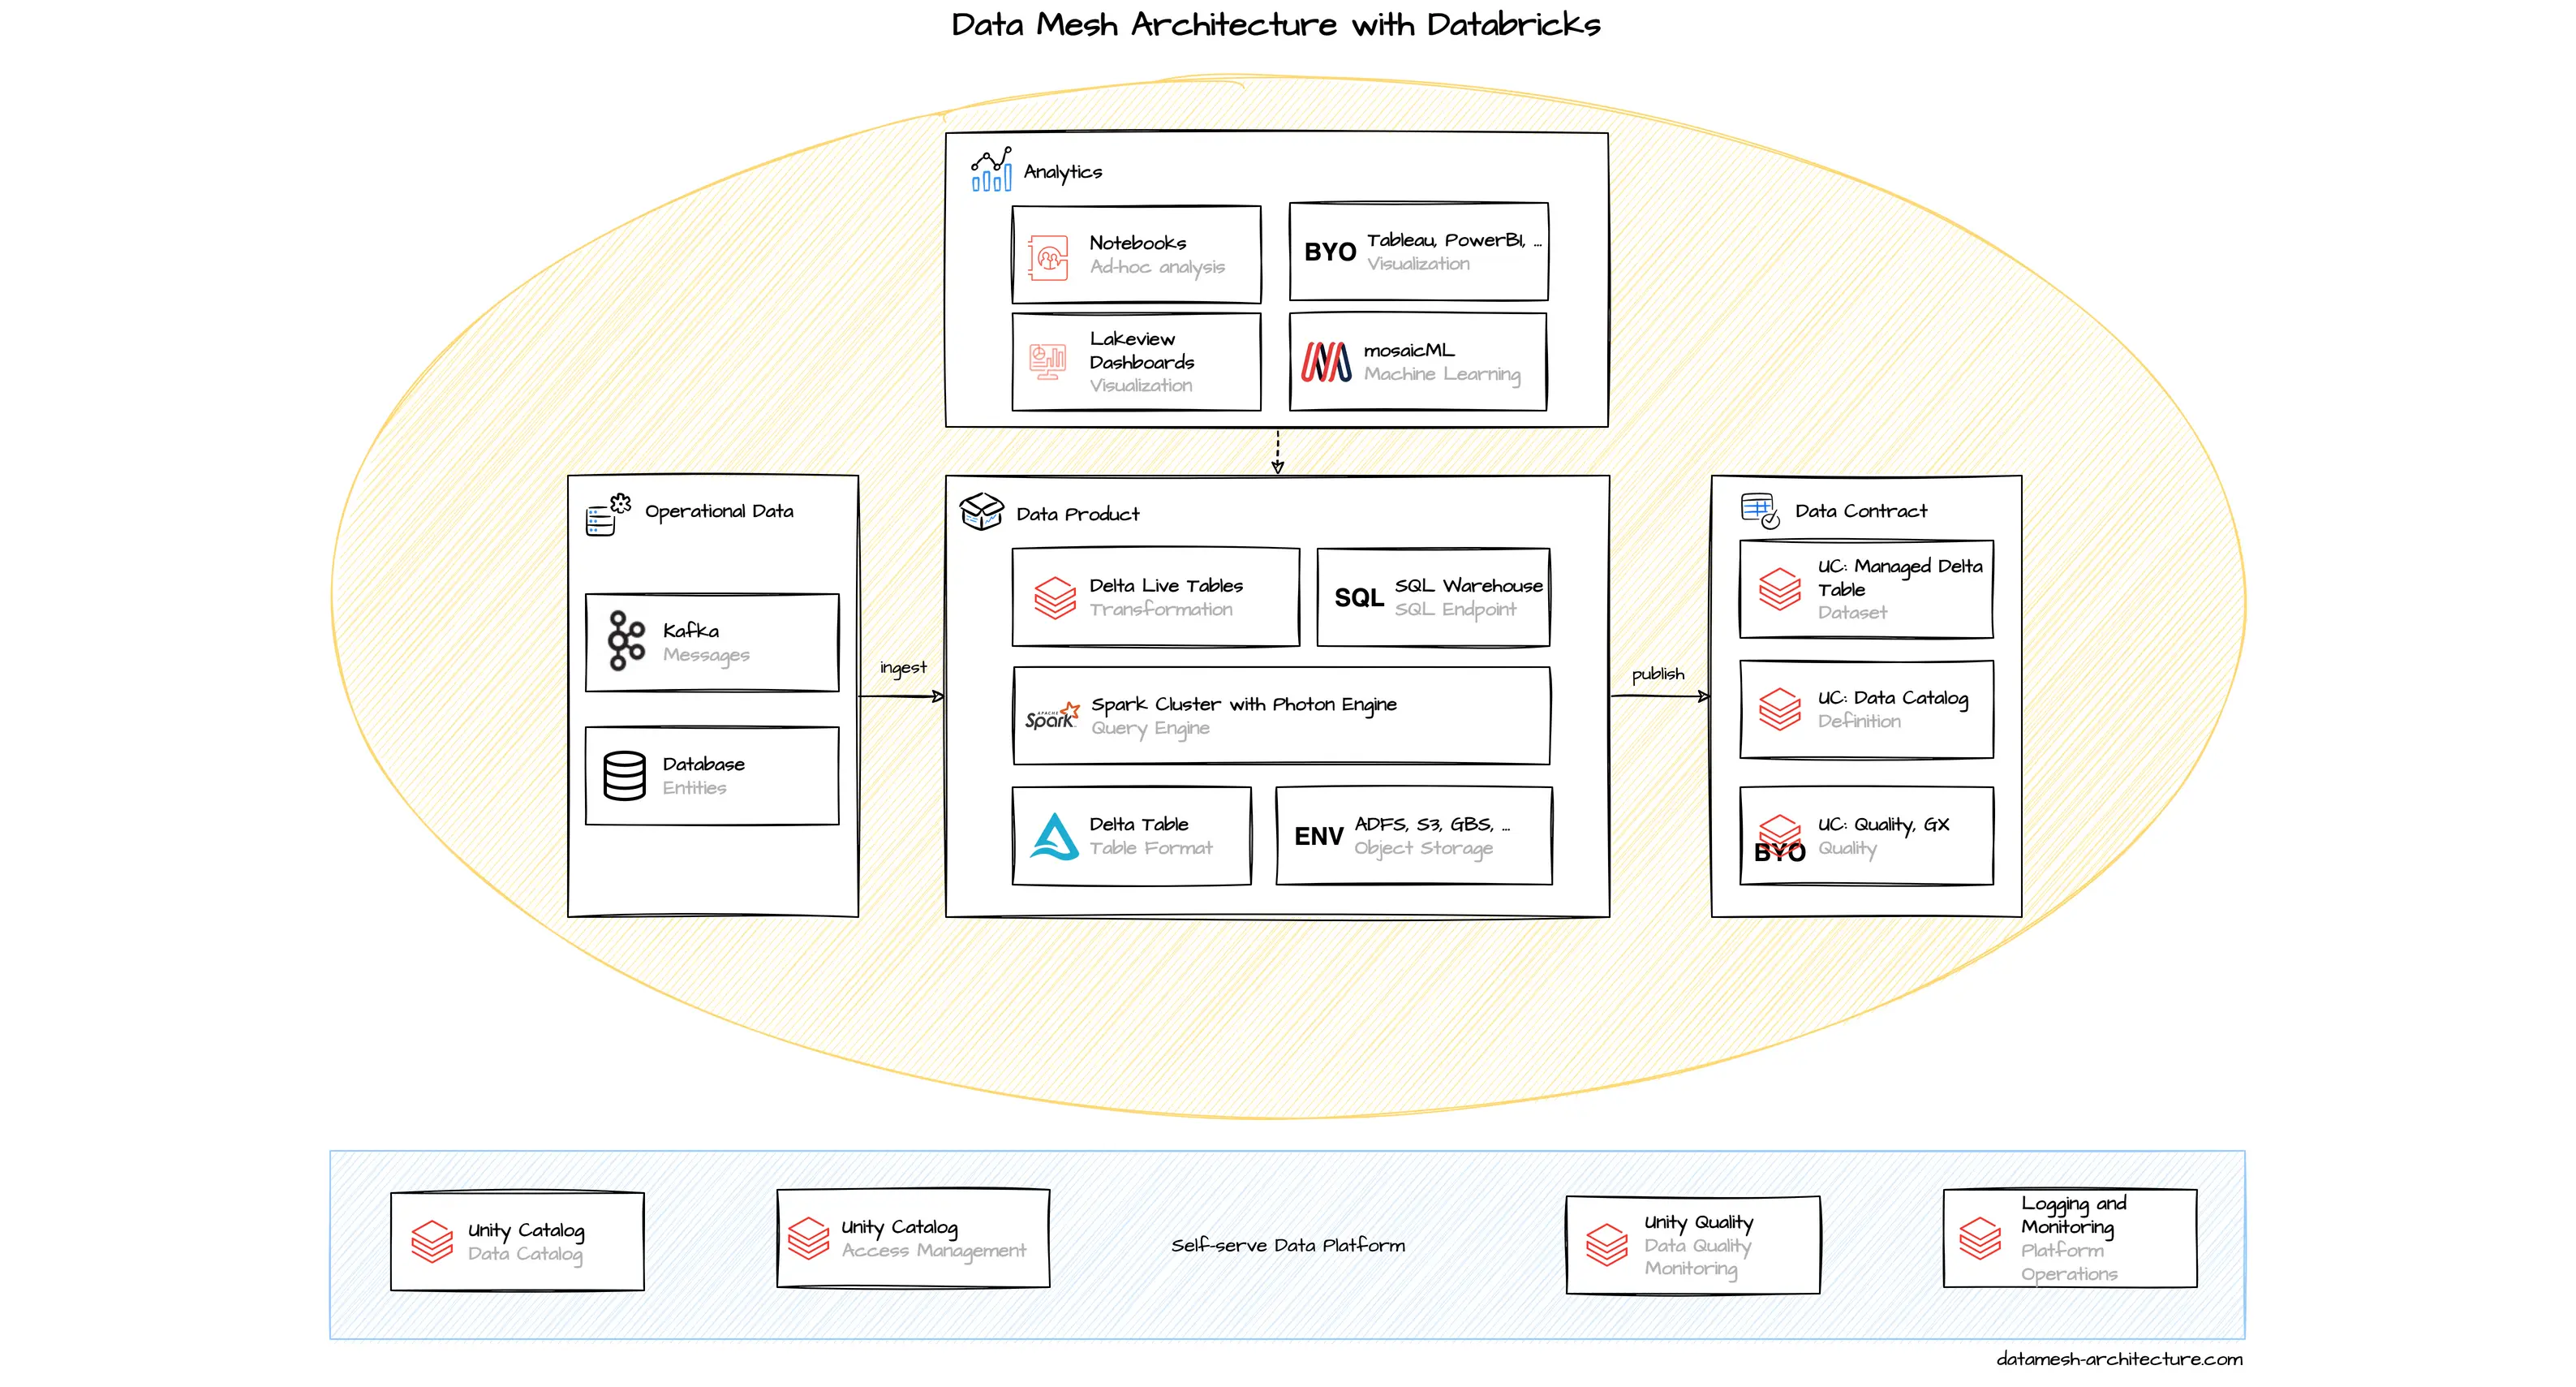 Data Mesh Architecture with Databricks
Analytics
Notebooks
Ad-hoc analysis
BYO
Tableau, PowerBI, ...
Visualization
Lakeview
Dashboards
Visualization
mosaicML
Machine Learning
Operational Data
Kafka
Messages
Database
Entities
ingest
Data Product
Delta Live Tables
Transformation
SQL
SQL Warehouse
SQL Endpoint
APACHE
Spark
Spark Cluster with Photon Engine
Query Engine
Delta Table
Table Format
ENV
ADFS, S3, GBS, ...
Object Storage
publish
Data Contract
UC: Managed Delta
Table
Dataset
UC: Data Catalog
Definition
BYO
UC: Quality, GX
Quality
Unity Catalog
Data Catalog
Unity Catalog
Access Management
Self-serve Data Platform
Unity Quality
Data Quality
Monitoring
Logging and
Monitoring
Platform
Operations
datamesh-architecture.com